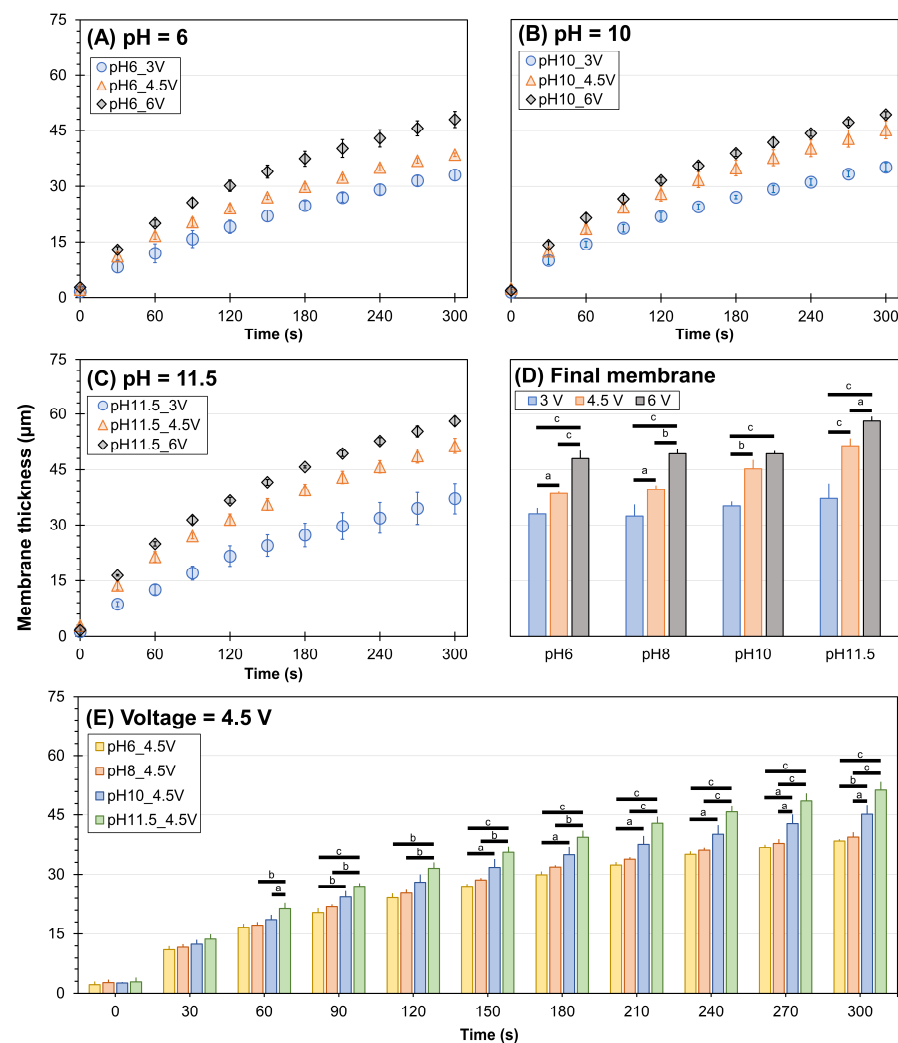 (A) pH = 6
pH6_3V
pH6_4.5V
pH6_6V
75
60
45
30
15
0
0 60 120 180 240 300
Time (s)
(B) pH = 10
pH10_3V
pH10_4.5V
pH10_6V
0 60 120 180 240 300
Time (s)
Membrane thickness (µm)
(C) pH = 11.5
pH11.5_3V
pH11.5_4.5V
pH11.5_6V
75
60
45
30
15
0
0 60 120 180 240 300
Time (s)
(D) Final membrane
3 V 4.5 V 6 V
c
c
a
c
b
a
c
b
c
a
c
pH6 pH8 pH10 pH11.5
(E) Voltage = 4.5 V
pH6_4.5V
pH8_4.5V
pH10_4.5V
pH11.5_4.5V
75
60
45
30
15
0
b
a
c
b
b
b
b
c
b
a
c
b
a
c
c
a
c
c
a
c
c
a
a
c
c
b
a
0 30 60 90 120 150 180 210 240 270 300
Time (s)